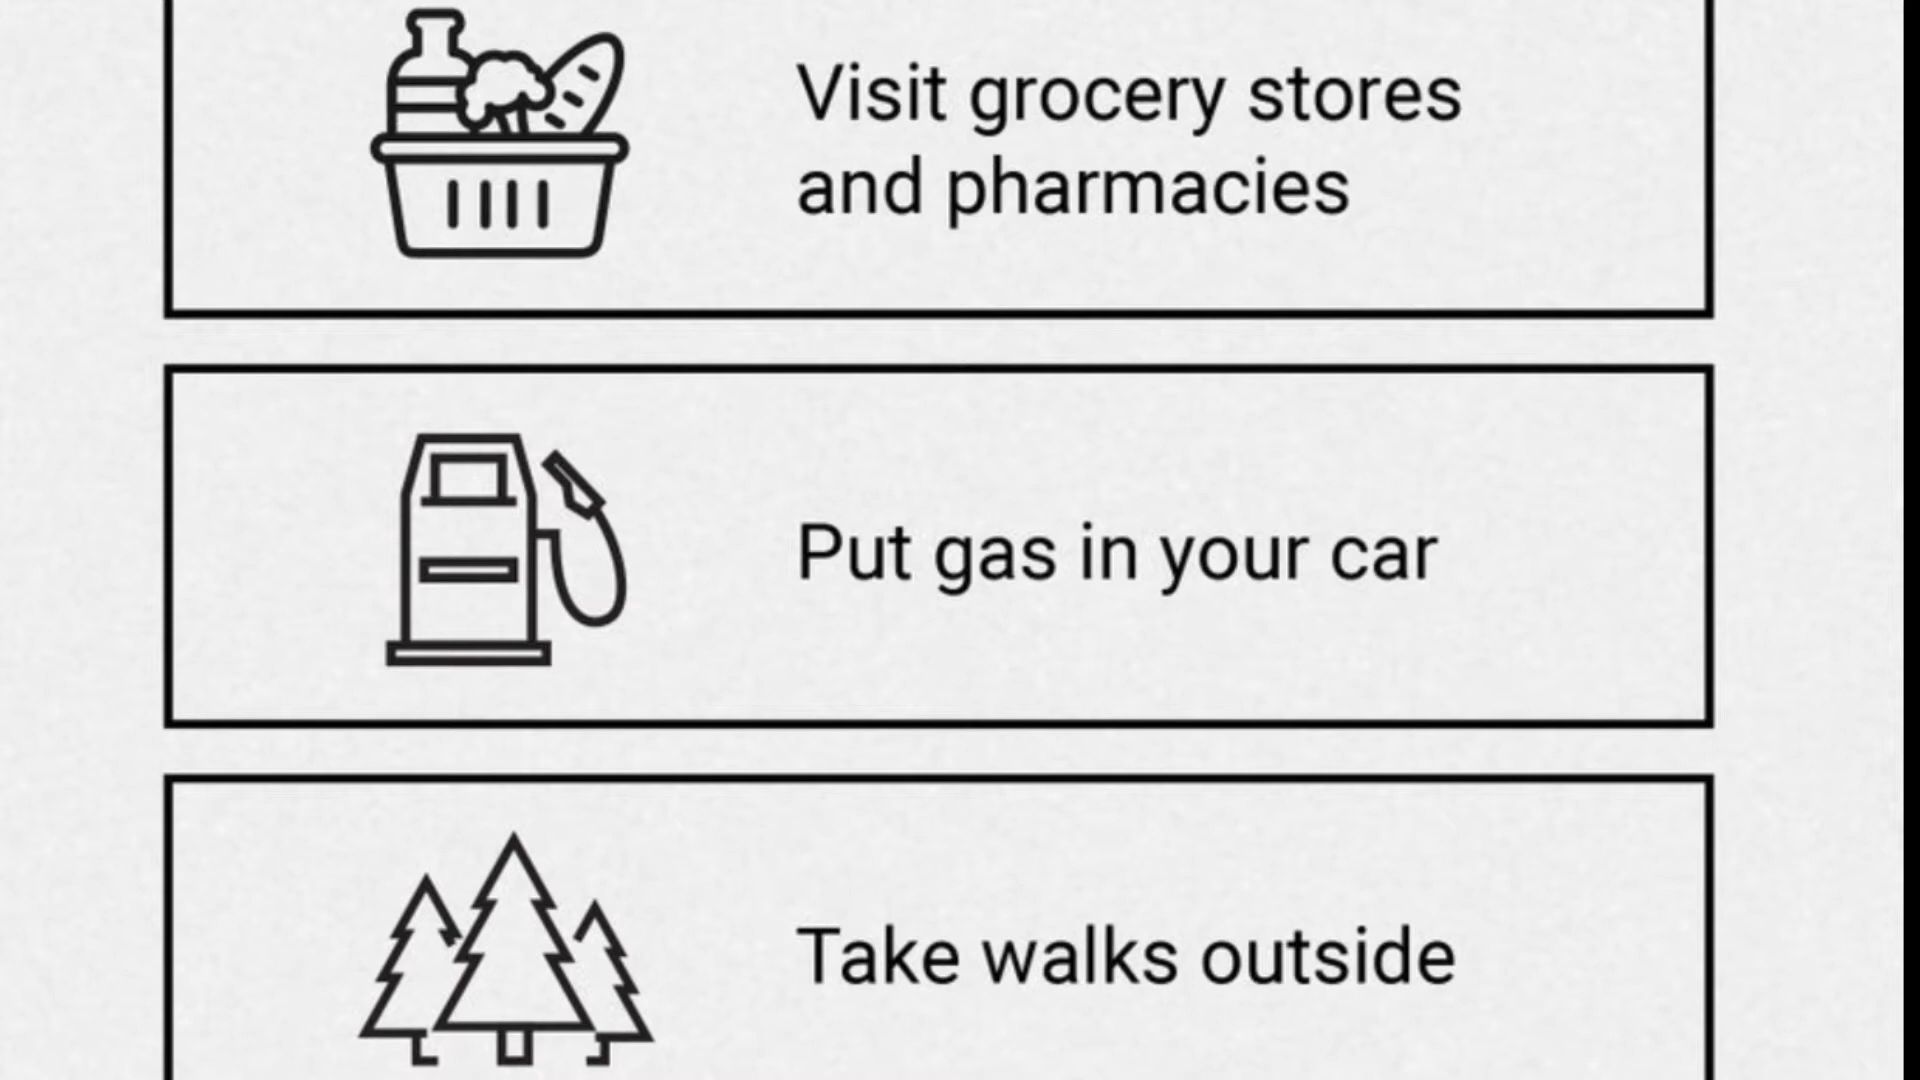 Visit grocery stores
and pharmacies
Put gas in your car
Take walks outside